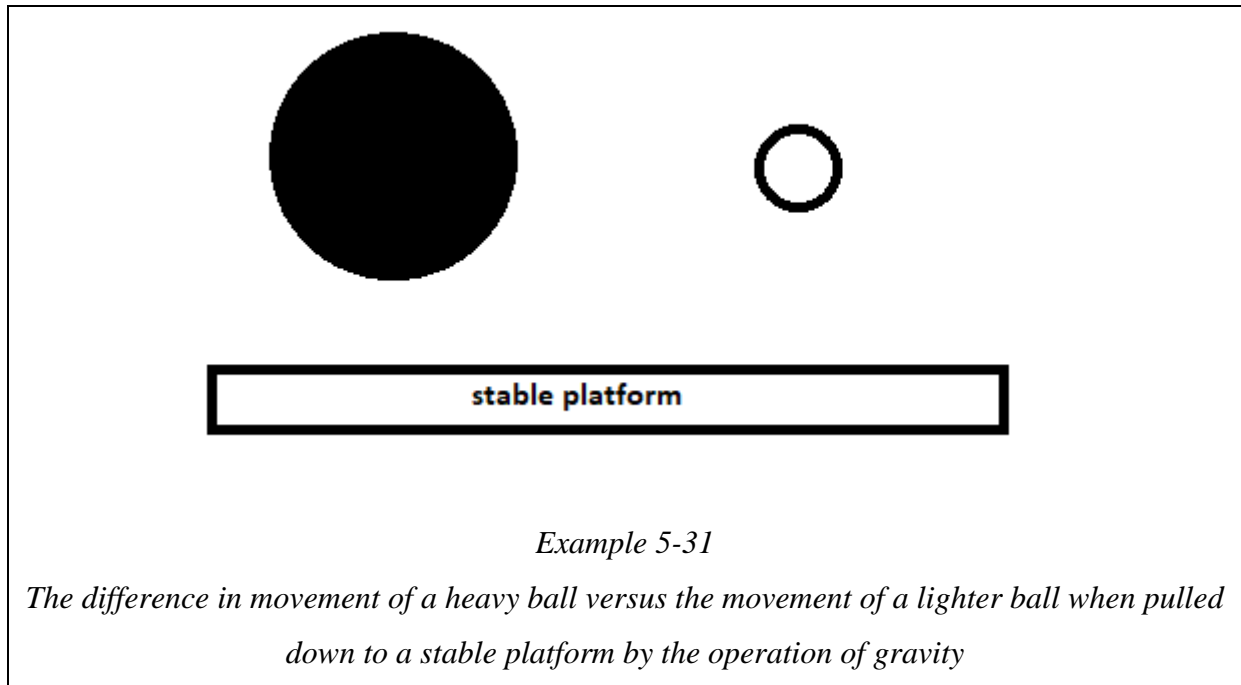 stable platform
Example 5-31
The difference in movement of a heavy ball versus the movement of a lighter ball when pulled
down to a stable platform by the operation of gravity